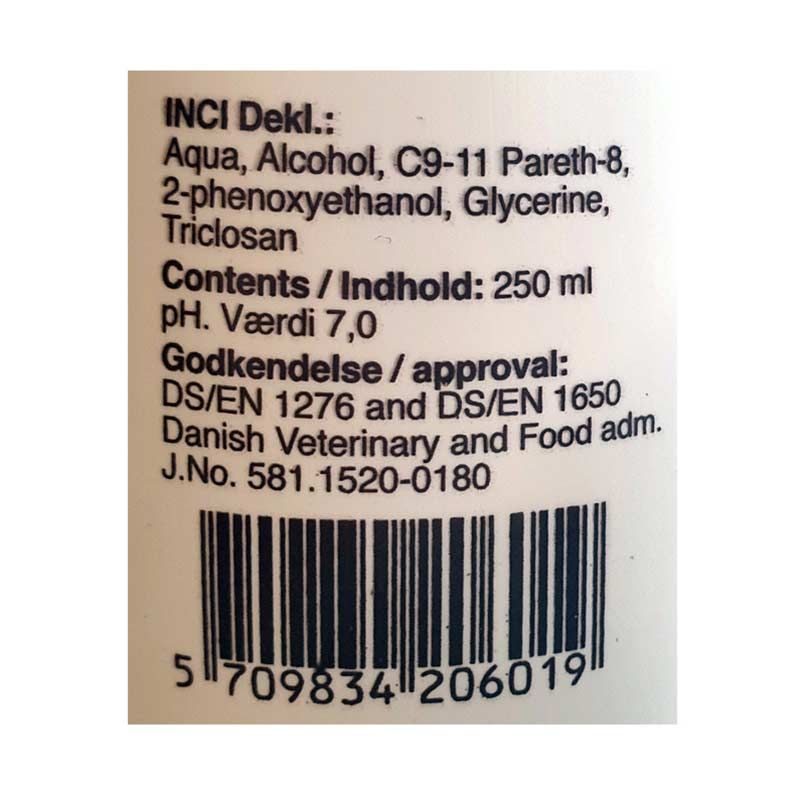 INCI Dekl.:
Aqua, Alcohol, C9-11 Pareth-8,
2-phenoxyethanol, Glycerine,
Triclosan
Contents / Indhold: 250 ml
pH. Værdi 7,0
Godkendelse / approval:
DS/EN 1276 and DS/EN 1650
Danish Veterinary and Food adm.
J.No. 581.1520-0180
5 709834 206019